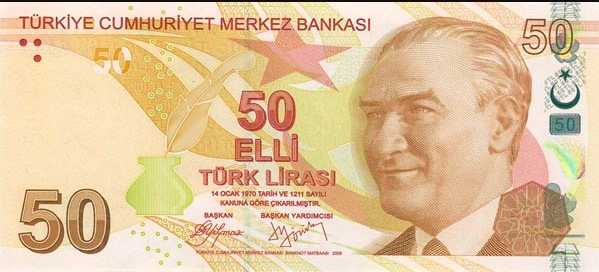 TÜRKİYE CUMHURİYET MERKEZ BANKASI
50
50
50
ELLİ
TÜRK LİRASI
14 OCAK 1970 TARİH VE 1211 SAYILI
KANUNA GÖRE ÇIKARILMIŞTIR.
BAŞKAN BAŞKAN YARDIMCISI
50
50
TÜRKİYE CUMHURİYET MERKEZ BANKASI BANKNOT MATBAASI 2009